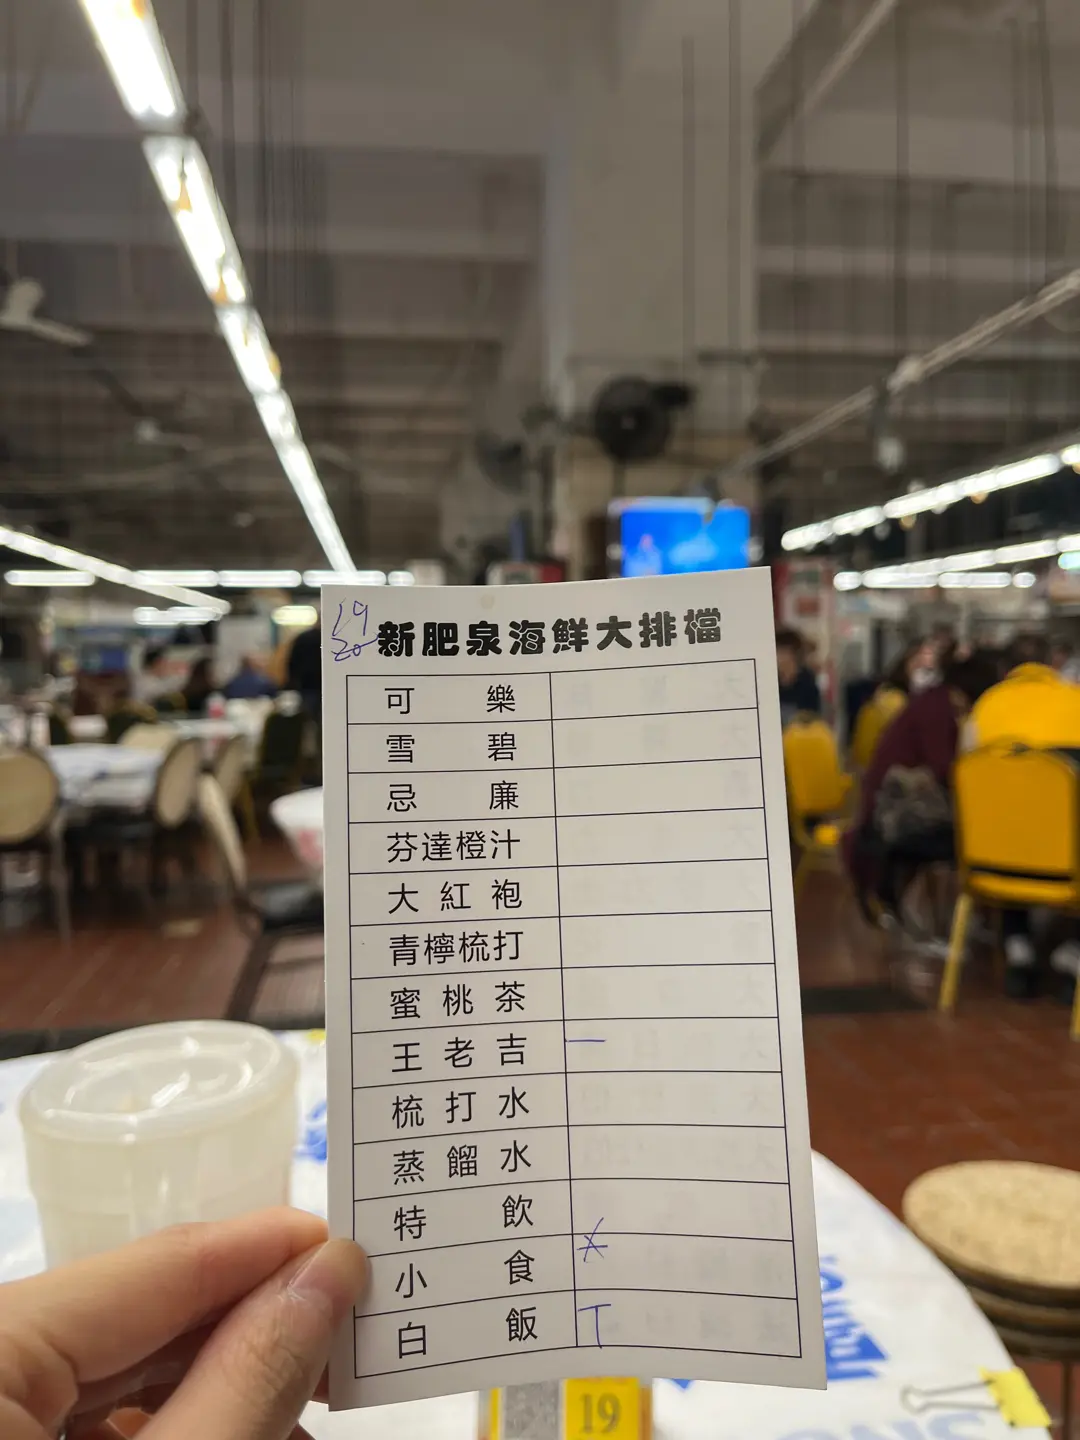 19
20
新肥泉海鮮大排檔
可樂
雪碧
忌廉
芬達橙汁
大紅袍
青檸梳打
蜜桃茶
王老吉 一
梳打水
蒸餾水
特飲
小食
白飯 T
19